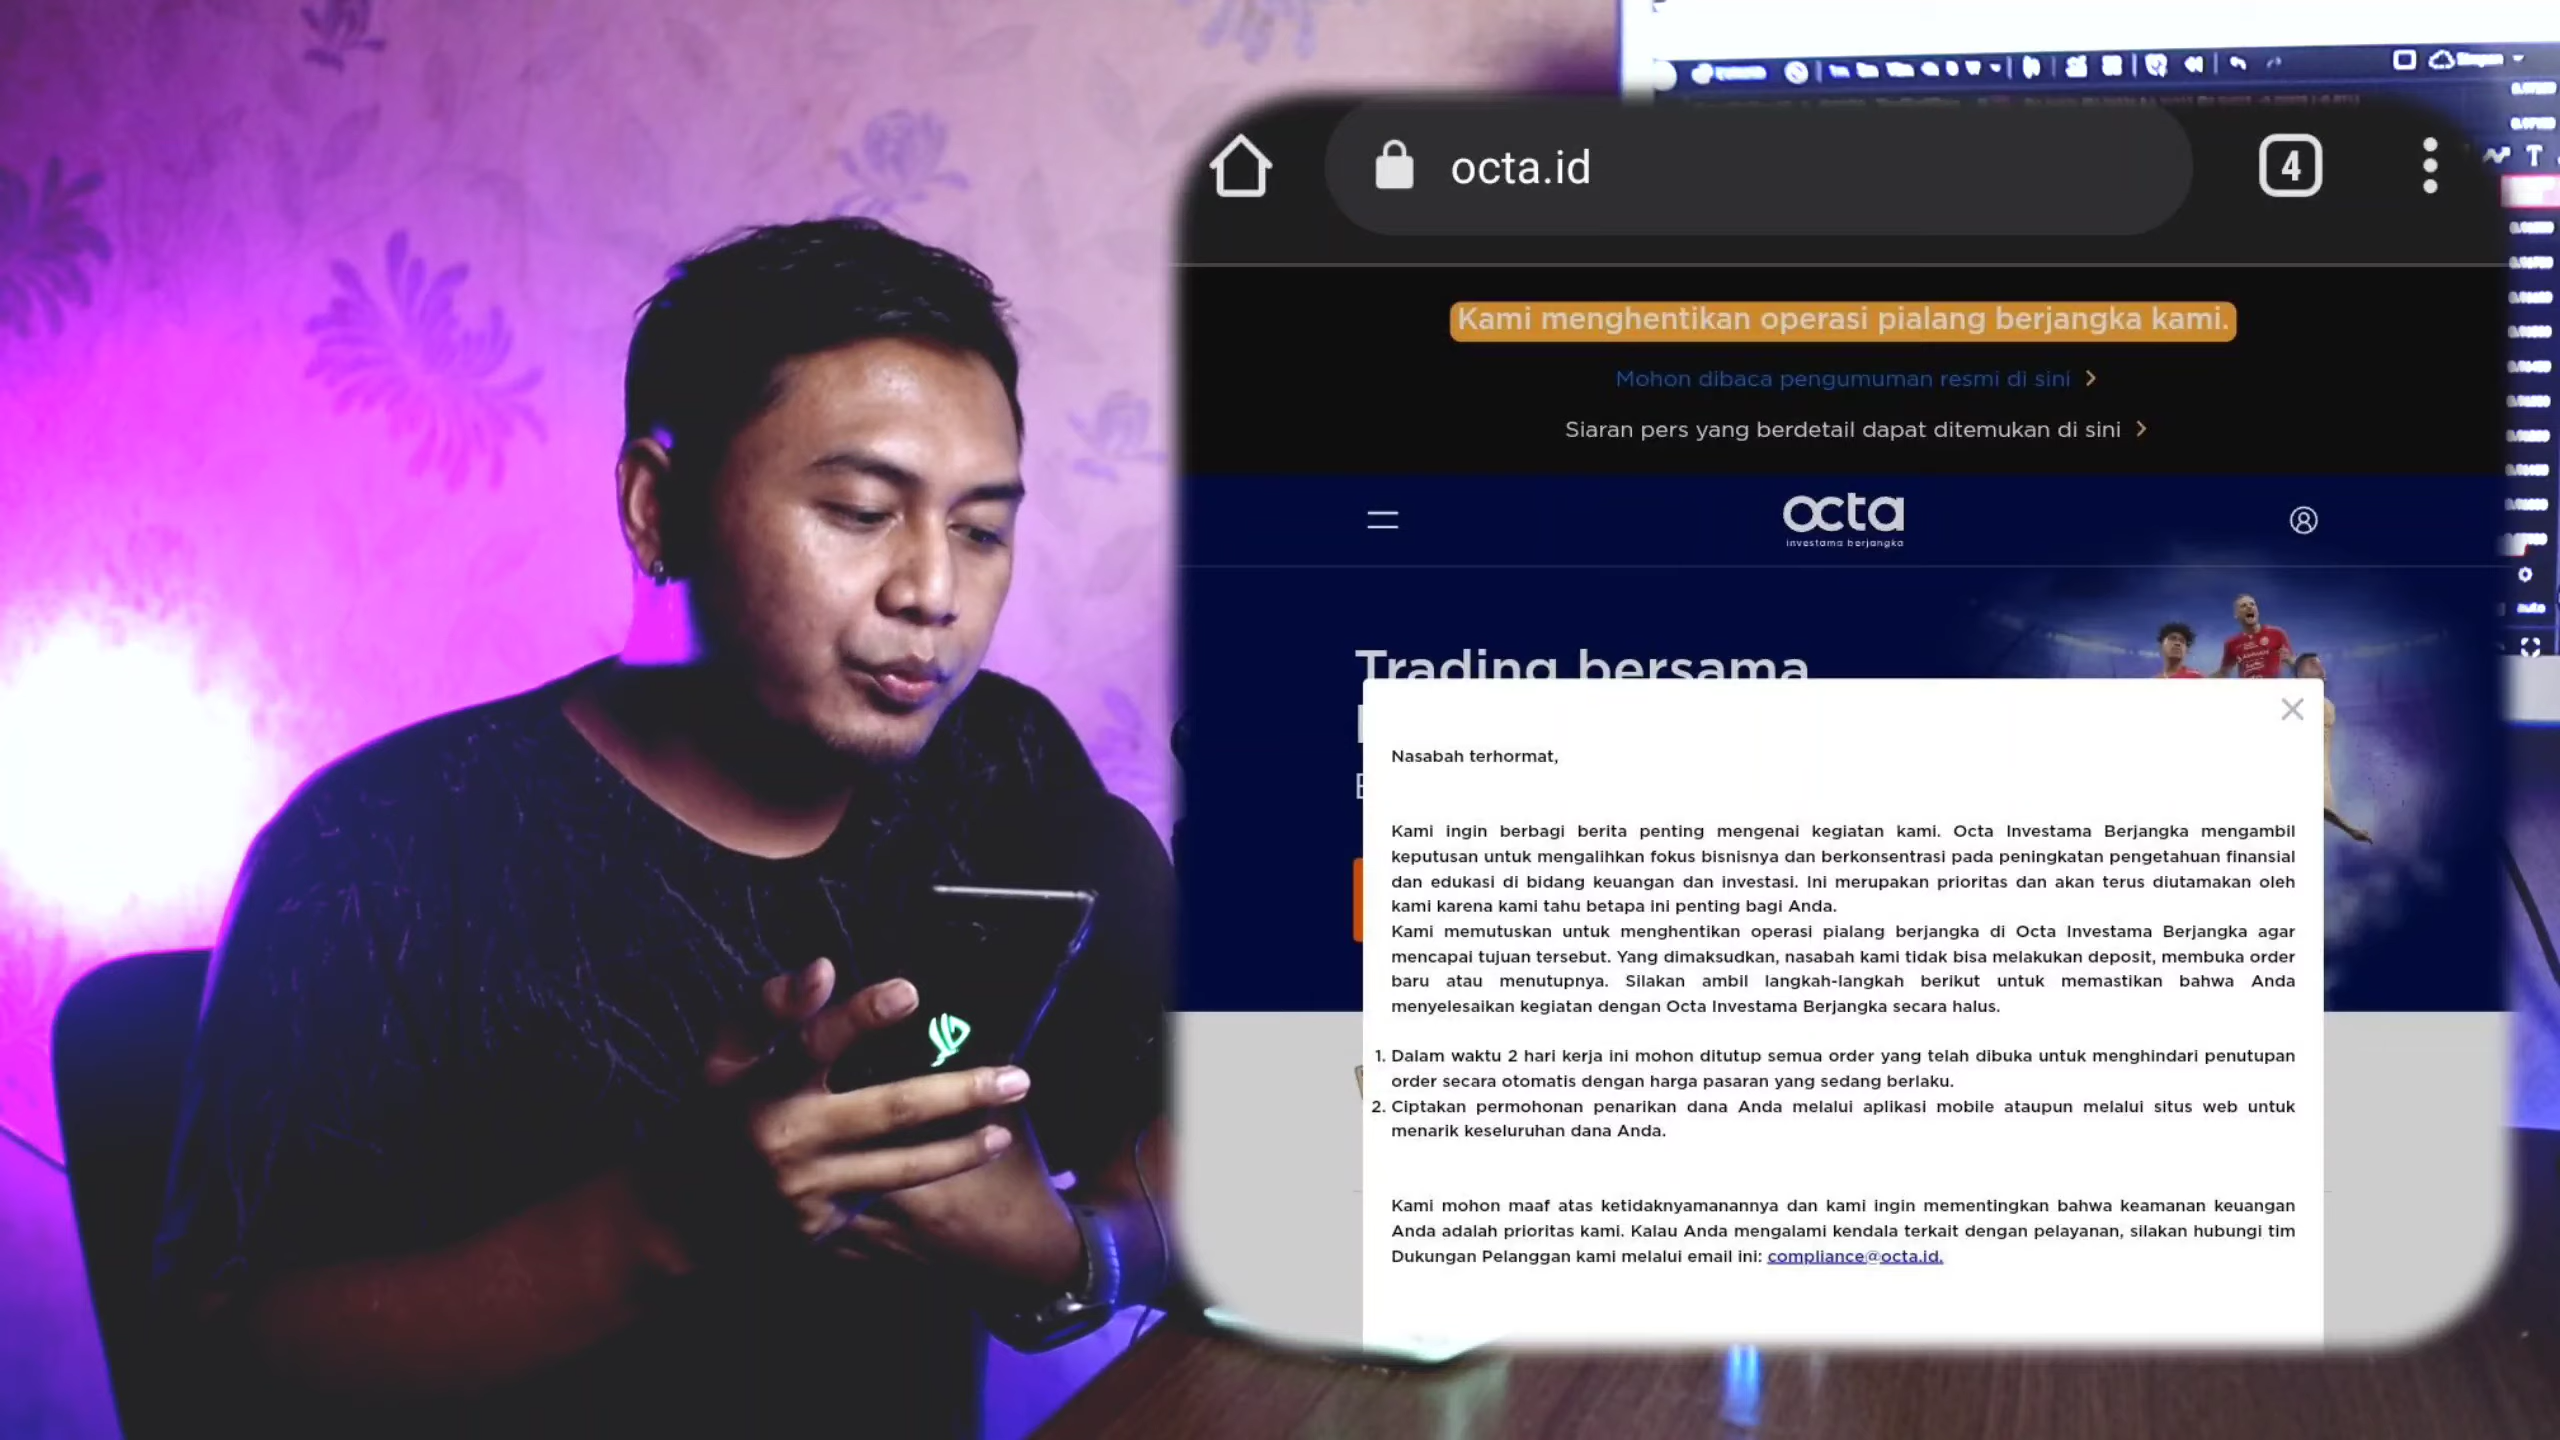 octa.id
4
Kami menghentikan operasi pialang berjangka kami.
Mohon dibaca pengumuman resmi di sini
Siaran pers yang berdetail dapat ditemukan di sini
octa
investama berjangka
Trading bersama
Nasabah terhormat,
Kami ingin berbagi berita penting mengenai kegiatan kami. Octa Investama Berjangka mengambil
keputusan untuk mengalihkan fokus bisnisnya dan berkonsentrasi pada peningkatan pengetahuan finansial
dan edukasi di bidang keuangan dan investasi. Ini merupakan prioritas dan akan terus diutamakan oleh
kami karena kami tahu betapa ini penting bagi Anda.
Kami memutuskan untuk menghentikan operasi pialang berjangka di Octa Investama Berjangka agar
mencapai tujuan tersebut. Yang dimaksudkan, nasabah kami tidak bisa melakukan deposit, membuka order
baru atau menutupnya. Silakan ambil langkah-langkah berikut untuk memastikan bahwa Anda
menyelesaikan kegiatan dengan Octa Investama Berjangka secara halus.
1. Dalam waktu 2 hari kerja ini mohon ditutup semua order yang telah dibuka untuk menghindari penutupan
order secara otomatis dengan harga pasaran yang sedang berlaku.
2. Ciptakan permohonan penarikan dana Anda melalui aplikasi mobile ataupun melalui situs web untuk
menarik keseluruhan dana Anda.
Kami mohon maaf atas ketidaknyamanannya dan kami ingin mementingkan bahwa keamanan keuangan
Anda adalah prioritas kami. Kalau Anda mengalami kendala terkait dengan pelayanan, silakan hubungi tim
Dukungan Pelanggan kami melalui email ini: compliance@octa.id.